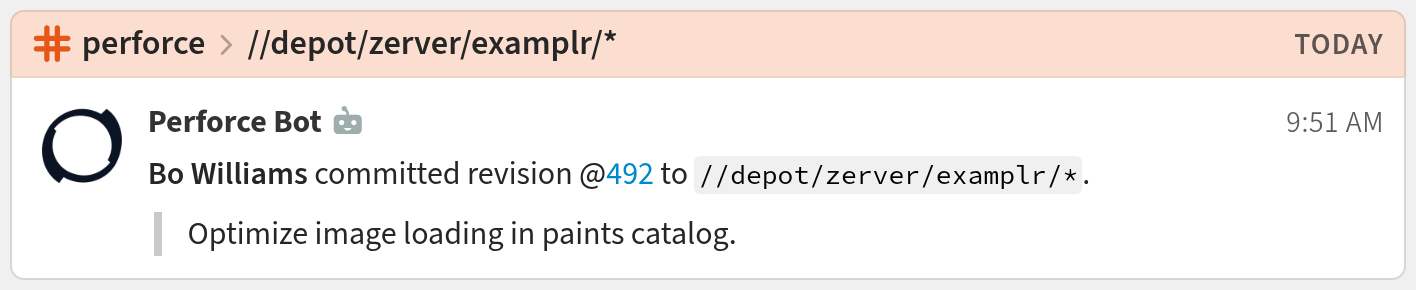 # perforce > //depot/zerver/examplr/* TODAY
Perforce Bot 9:51 AM
Bo Williams committed revision @492 to //depot/zerver/examplr/*.
Optimize image loading in paints catalog.